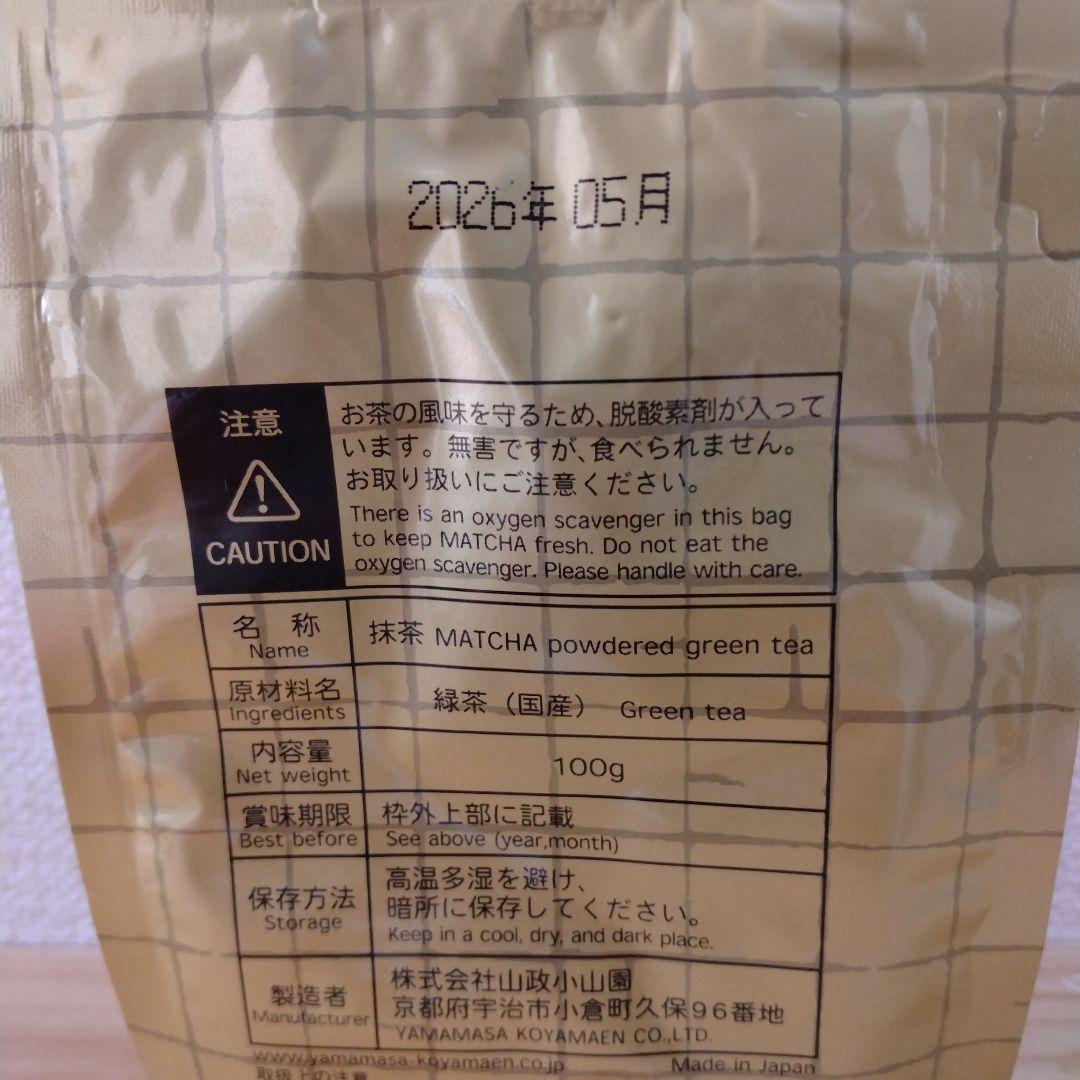 2026年05月
注意
CAUTION
お茶の風味を守るため、脱酸素剤が入って
います。無害ですが、食べられません。
お取り扱いにご注意ください。
There is an oxygen scavenger in this bag
to keep MATCHA fresh. Do not eat the
oxygen scavenger. Please handle with care.
名 称
Name
抹茶 MATCHA powdered green tea
原材料名
Ingredients
緑茶（国産） Green tea
内容量
Net weight
100g
賞味期限
Best before
枠外上部に記載
See above (year,month)
保存方法
Storage
高温多湿を避け、
暗所に保存してください。
Keep in a cool, dry, and dark place.
製造者
Manufacturer
株式会社山政小山園
京都府宇治市小倉町久保96番地
YAMAMASA KOYAMAEN CO.,LTD.
www.yamamasa-koyamaen.co.jp Made in Japan
取扱上の注意